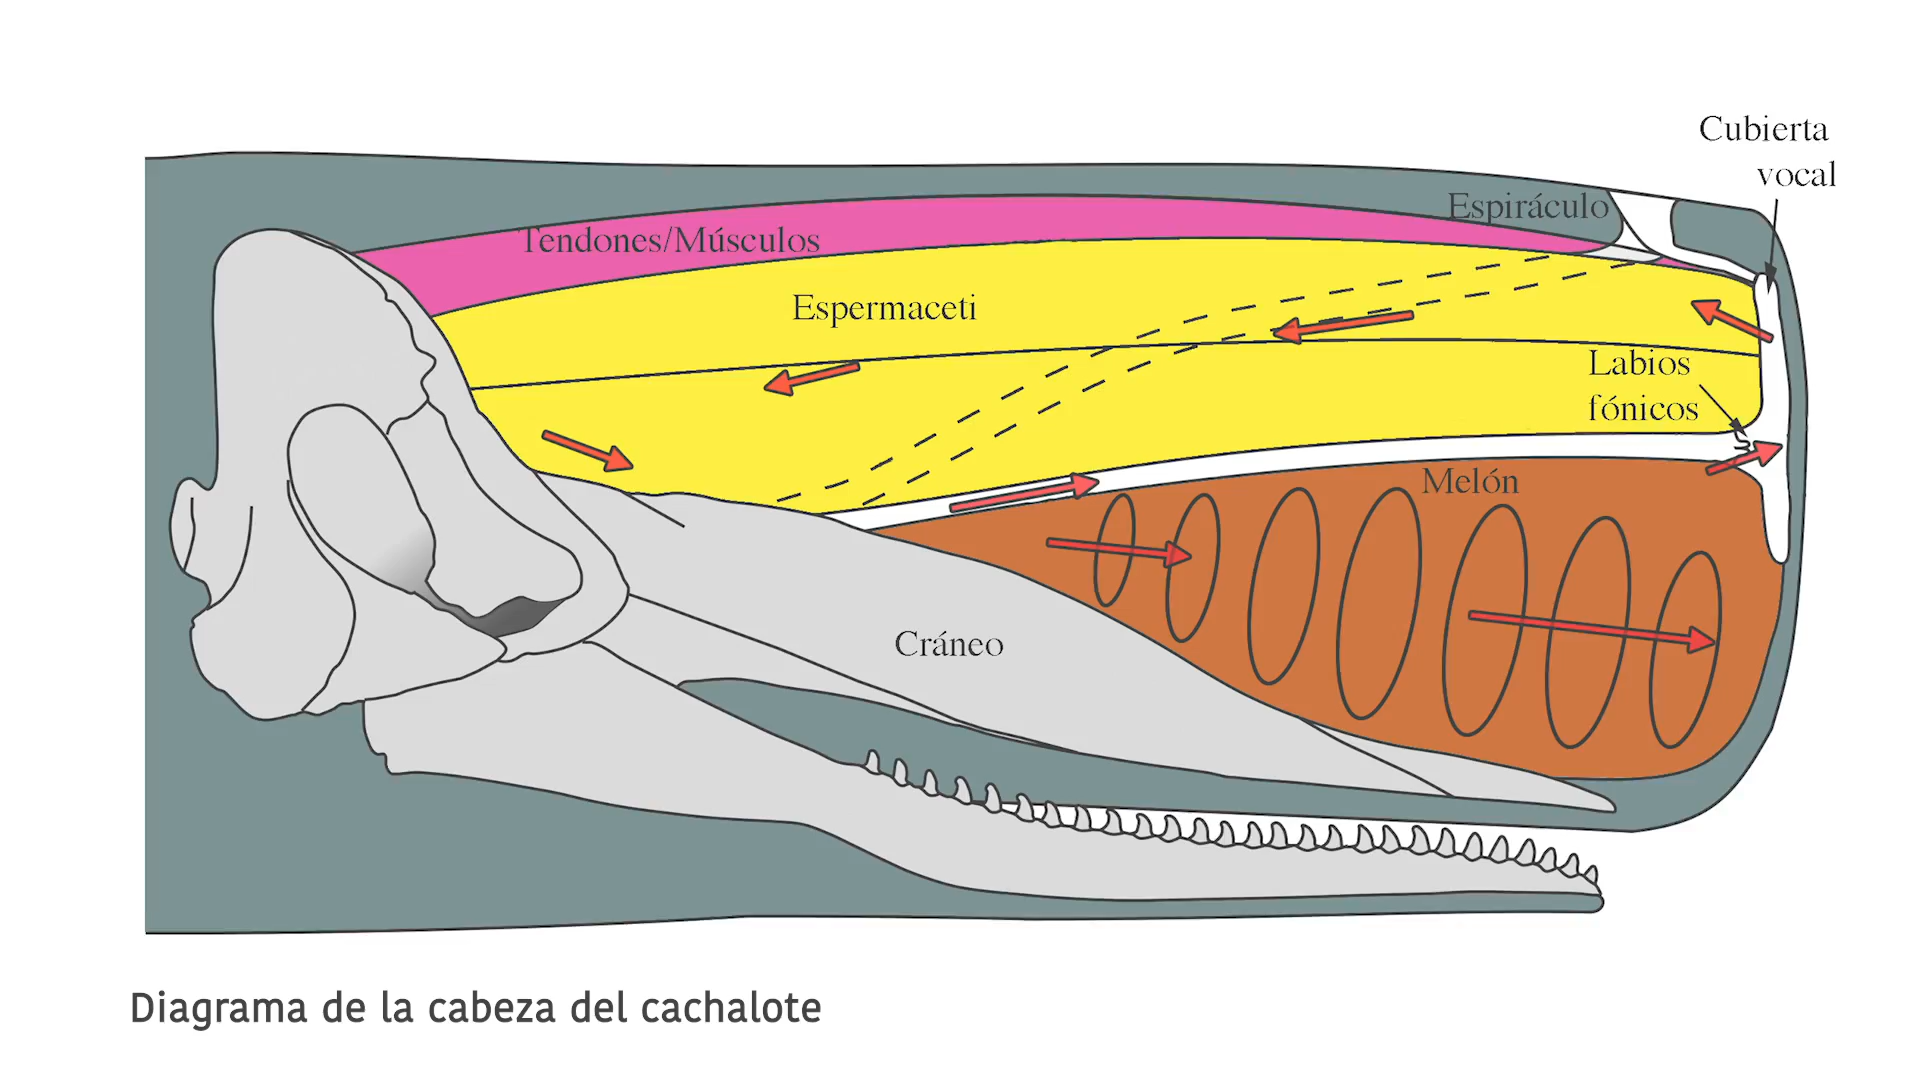 Cubierta
vocal
Espiráculo
Tendones/Músculos
Espermaceti
Labios
fónicos
Melón
Cráneo
Diagrama de la cabeza del cachalote